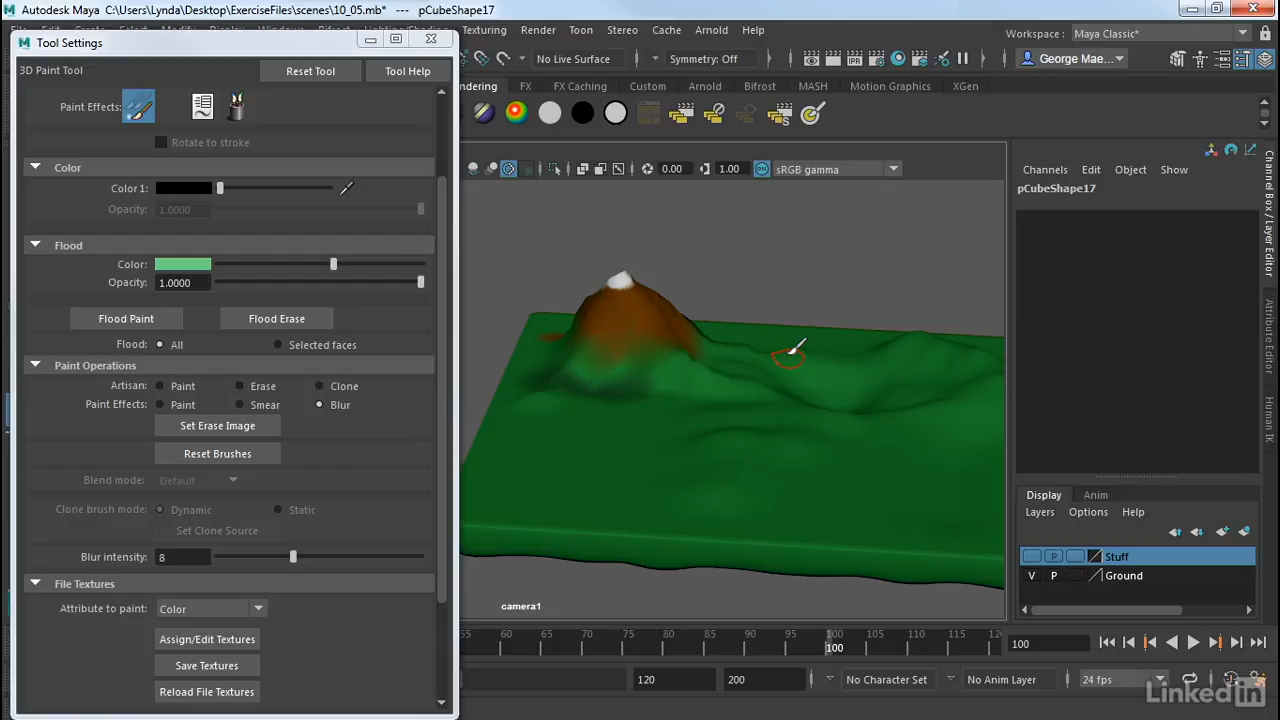 Autodesk Maya C:\Users\Lynda\Desktop\ExerciseFiles\scenes\10_05.mb* --- pCubeShape17
Texturing Render Toon Stereo Cache Arnold Help
Workspace : Maya Classic*
Tool Settings
No Live Surface Symmetry: Off George Mae...
3D Paint Tool Reset Tool Tool Help
FX FX Caching Custom Arnold Bifrost MASH Motion Graphics XGen
Paint Effects:
Rotate to stroke
Color
Color 1:
Opacity: 1.0000
Flood
Color:
Opacity: 1.0000
Flood Paint Flood Erase
Flood: All Selected faces
Paint Operations
Artisan: Paint Erase Clone
Paint Effects: Paint Smear Blur
Set Erase Image
Reset Brushes
Blend mode: Default
Clone brush mode: Dynamic Static
Set Clone Source
Blur intensity: 8
File Textures
Attribute to paint: Color
Assign/Edit Textures
Save Textures
Reload File Textures
0.00 1.00 ON sRGB gamma
camera1
Channels Edit Object Show
pCubeShape17
Channel Box / Layer Editor
Attribute Editor
Human IK
Display Anim
Layers Options Help
P Stuff
V P Ground
55 60 65 70 75 80 85 90 95 100 105 110 115 120
100 100
120 200 No Character Set No Anim Layer 24 fps
LinkedIn